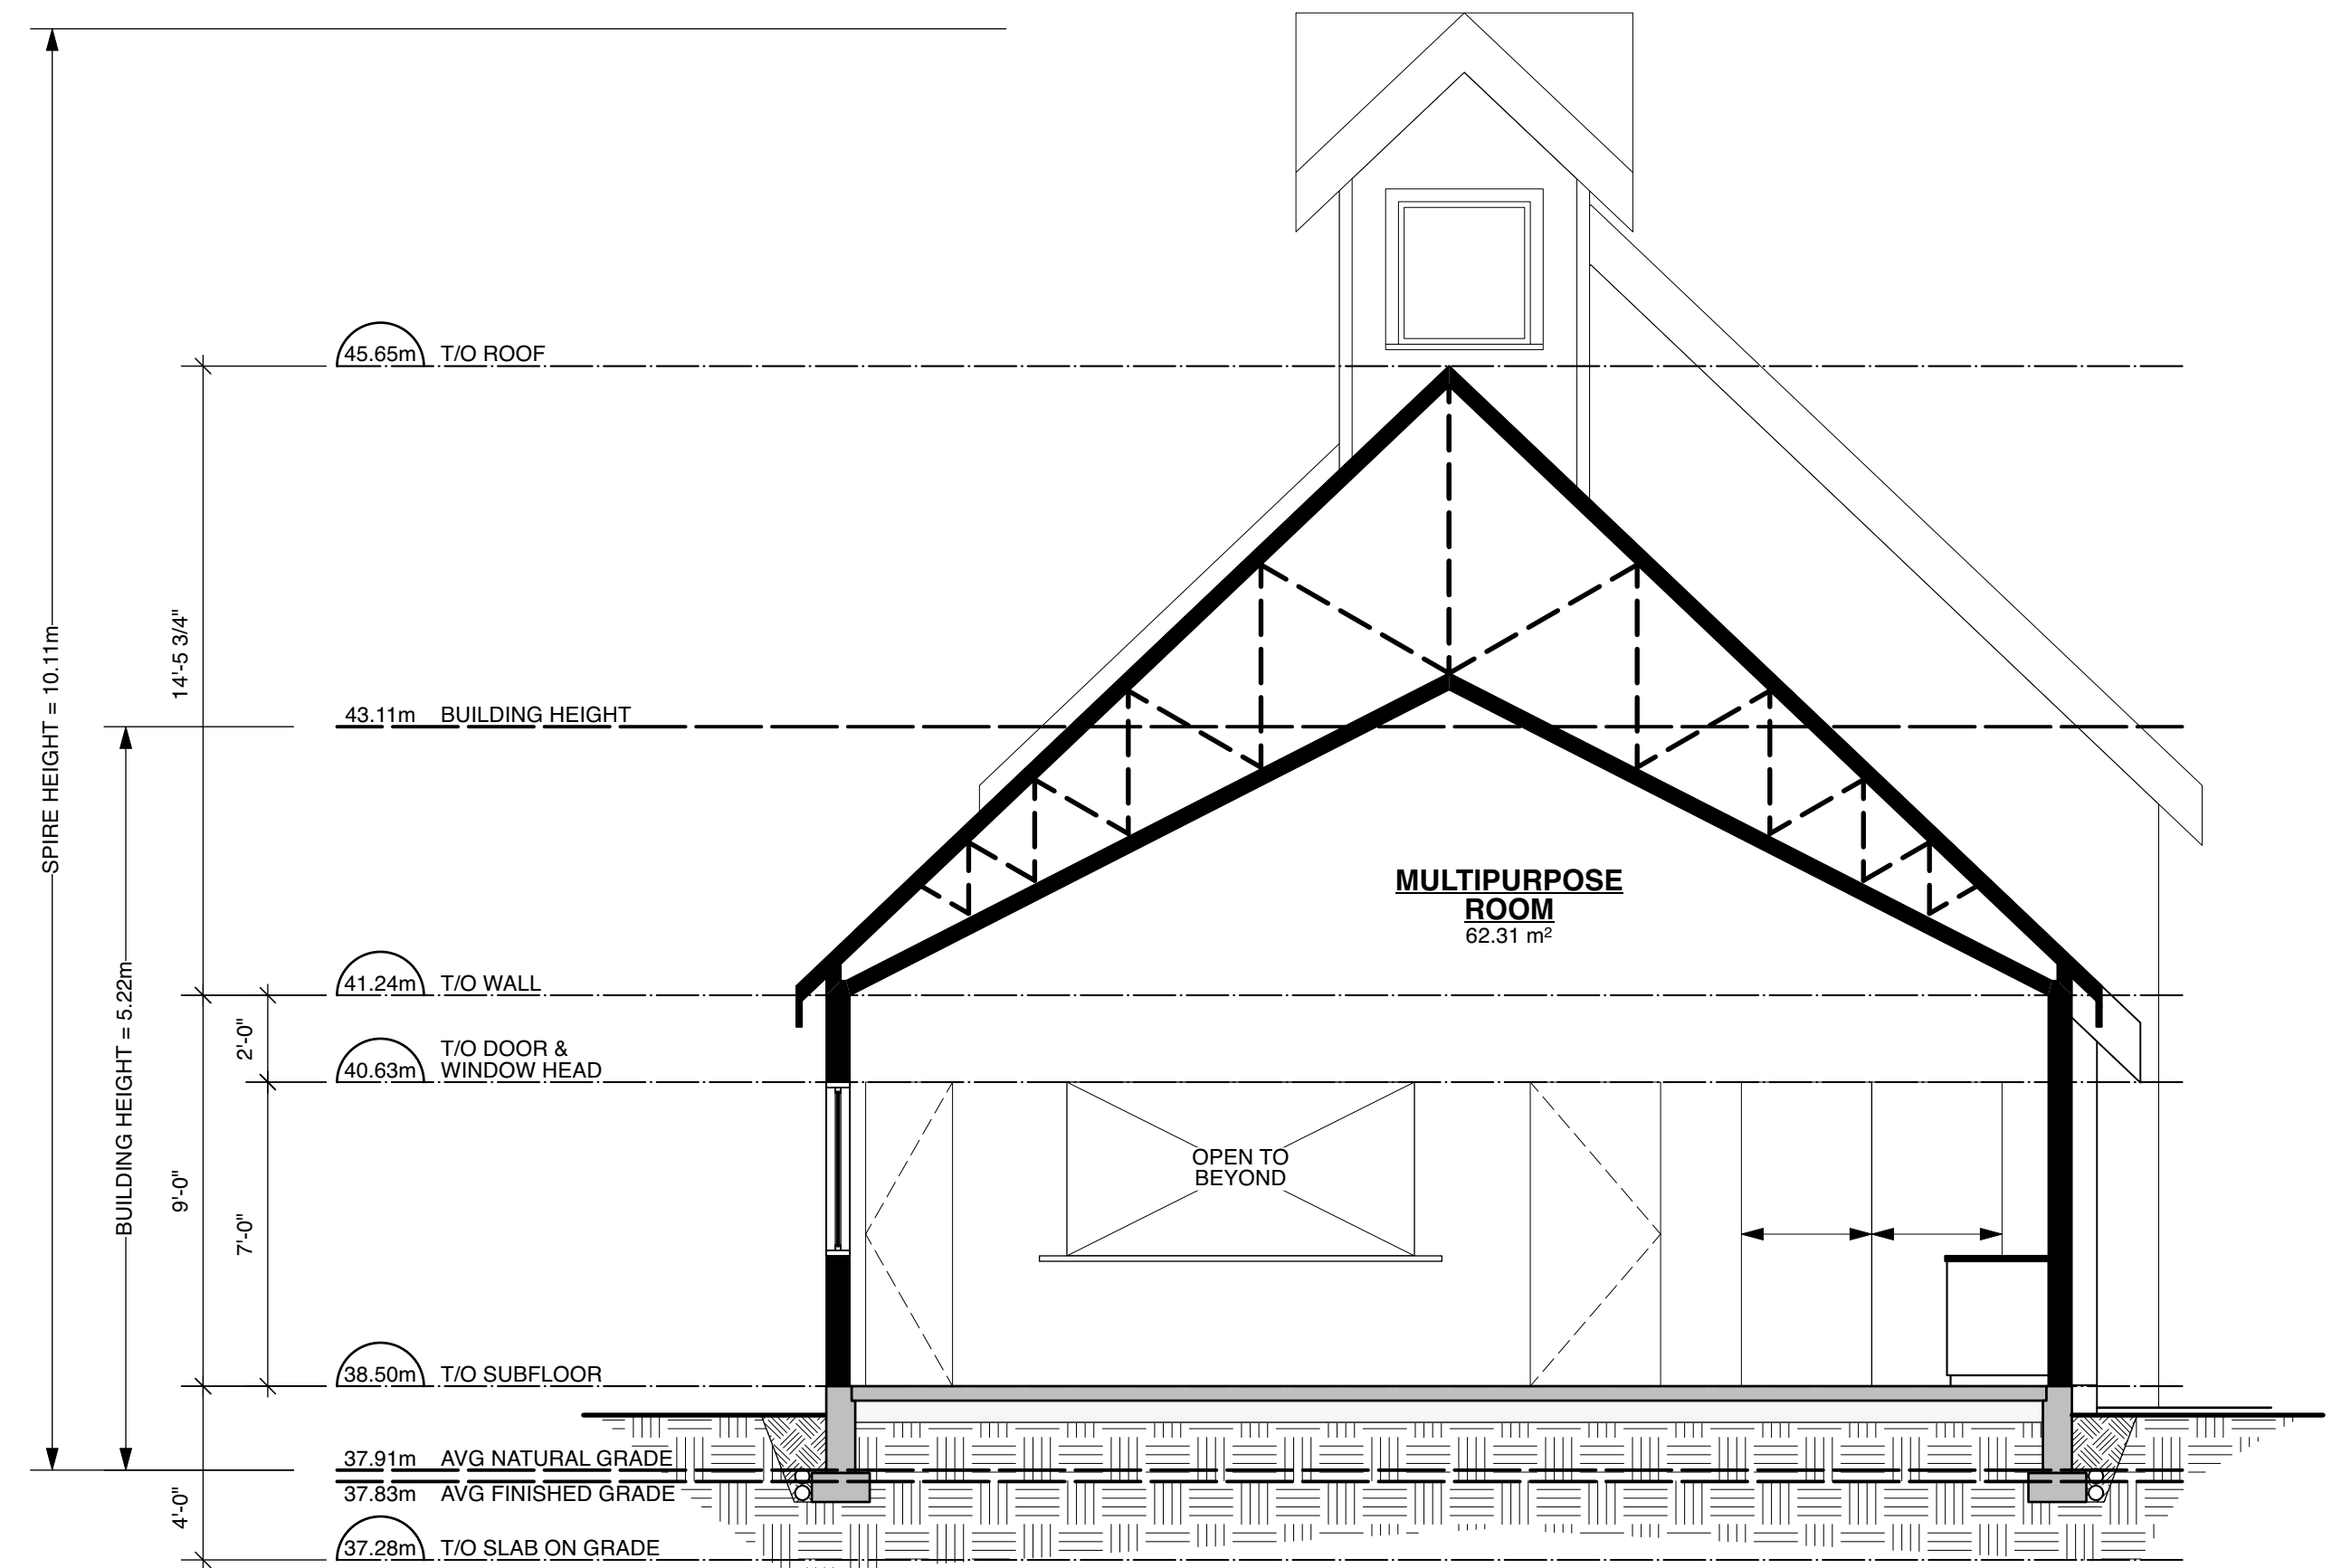 45.65m T/O ROOF
SPIRE HEIGHT = 10.11m
14'-5 3/4"
43.11m BUILDING HEIGHT
MULTIPURPOSE
ROOM
62.31 m²
41.24m T/O WALL
BUILDING HEIGHT = 5.22m
2'-0"
T/O DOOR &
40.63m WINDOW HEAD
OPEN TO
BEYOND
9'-0"
7'-0"
38.50m T/O SUBFLOOR
37.91m AVG NATURAL GRADE
37.83m AVG FINISHED GRADE
4'-0"
37.28m T/O SLAB ON GRADE